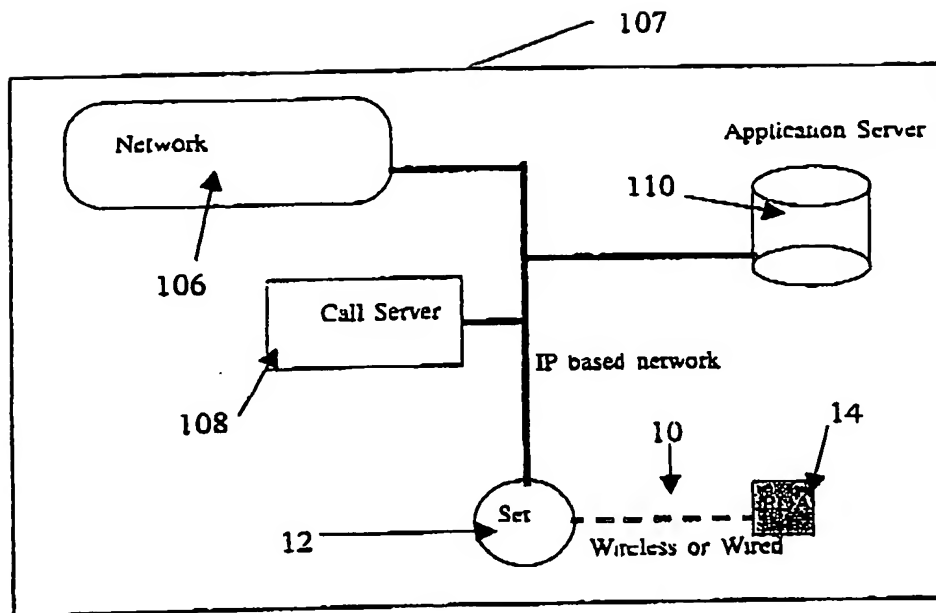 107
Network
Application Server
110
106
Call Server
IP based network
108
10
14
Set
PDA
12
Wireless or Wired